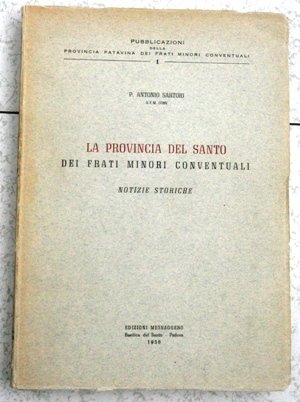 PUBBLICAZIONI
DELLA
PROVINCIA PATAVINA DEI FRATI MINORI CONVENTUALI
1
P. ANTONIO SARTORI
O.F.M. CONV.
LA PROVINCIA DEL SANTO
DEI FRATI MINORI CONVENTUALI
NOTIZIE STORICHE
EDIZIONI MESSAGGERO
Basilica del Santo - Padova
1958